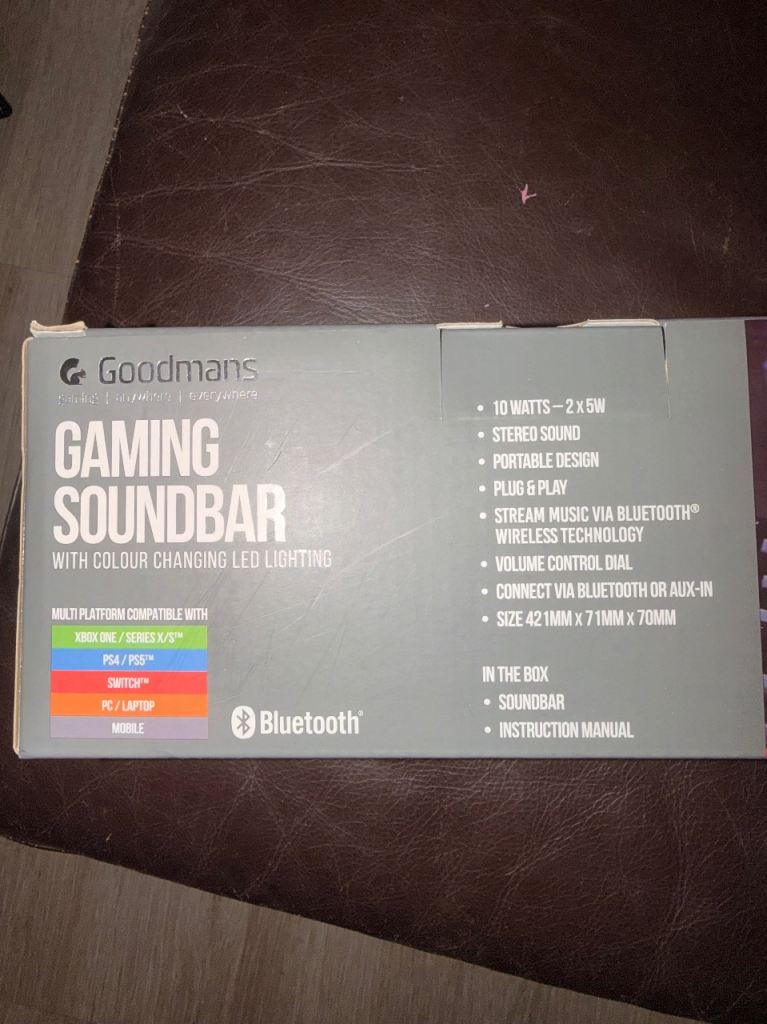 Goodmans
gaming | anywhere | everywhere
GAMING
SOUNDBAR
WITH COLOUR CHANGING LED LIGHTING
MULTI PLATFORM COMPATIBLE WITH
XBOX ONE / SERIES X/S™
PS4 / PS5™
SWITCH™
PC / LAPTOP
MOBILE
Bluetooth®
• 10 WATTS – 2 x 5W
• STEREO SOUND
• PORTABLE DESIGN
• PLUG & PLAY
• STREAM MUSIC VIA BLUETOOTH®
WIRELESS TECHNOLOGY
• VOLUME CONTROL DIAL
• CONNECT VIA BLUETOOTH OR AUX-IN
• SIZE 421MM x 71MM x 70MM
IN THE BOX
• SOUNDBAR
• INSTRUCTION MANUAL